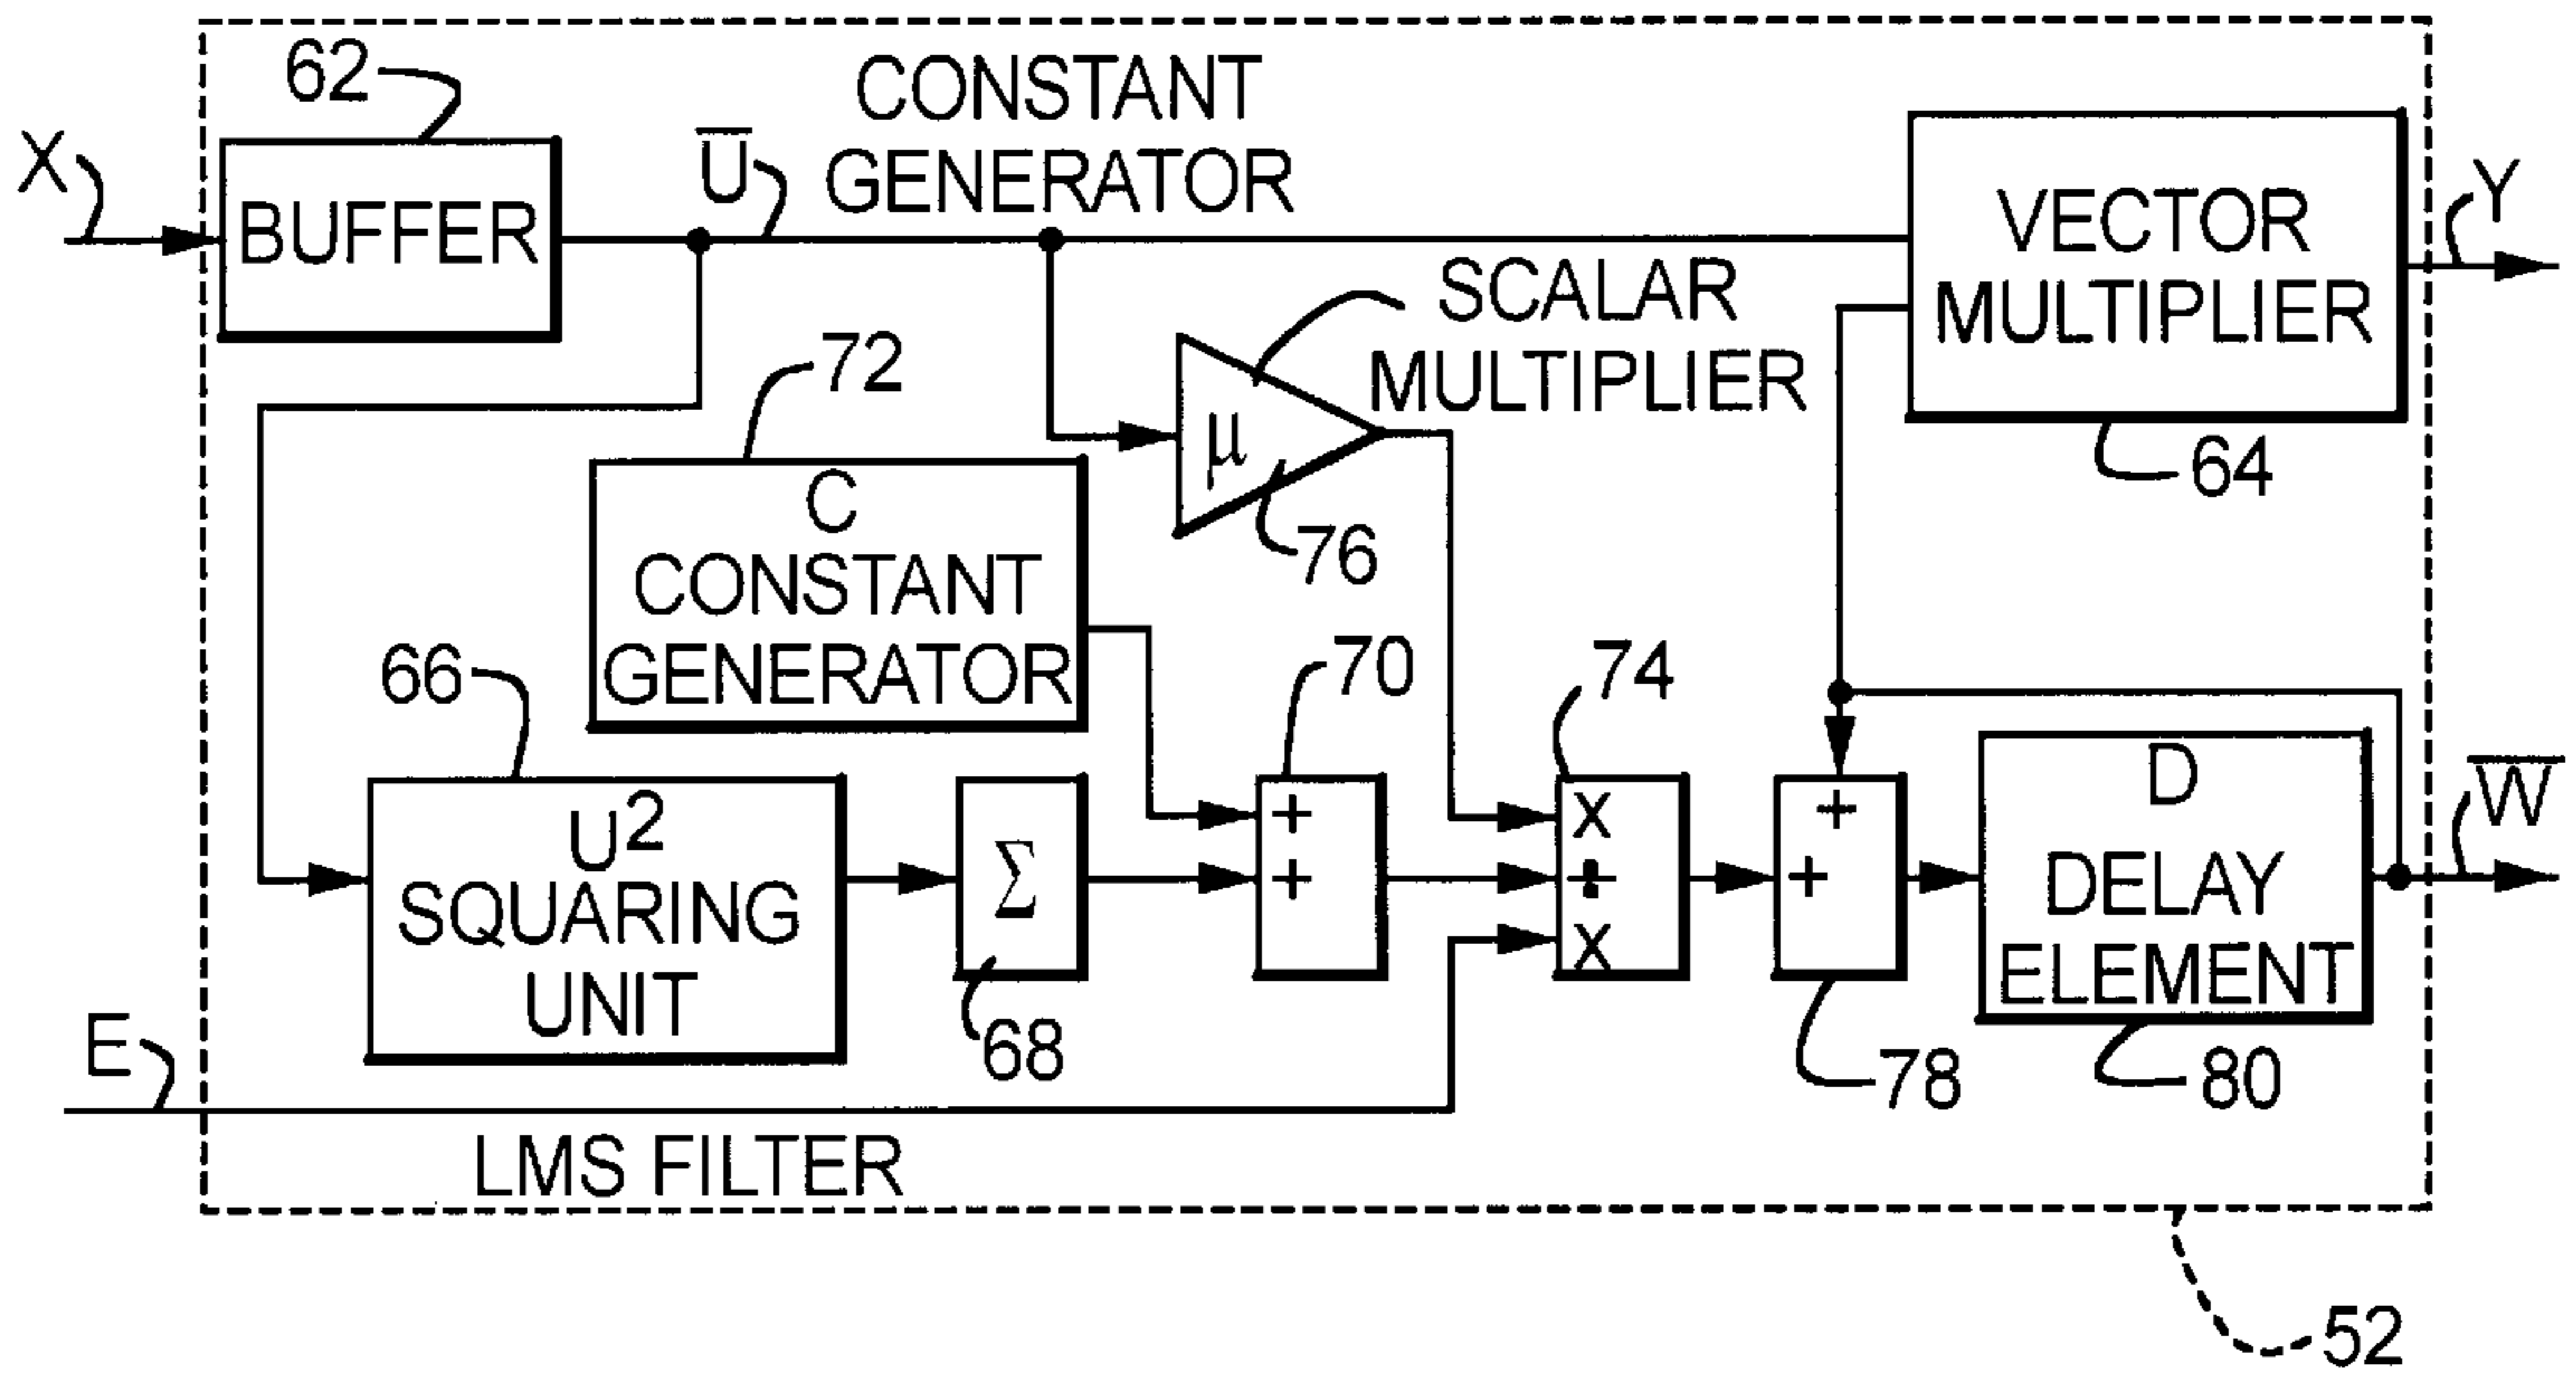 62
CONSTANT
GENERATOR
X
BUFFER
U̅
VECTOR
MULTIPLIER
Y
SCALAR
MULTIPLIER
72
μ
76
64
C
CONSTANT
GENERATOR
66
70
74
U²
SQUARING
UNIT
Σ
68
+
+
X
÷
X
+
+
78
D
DELAY
ELEMENT
80
W̅
E
LMS FILTER
52